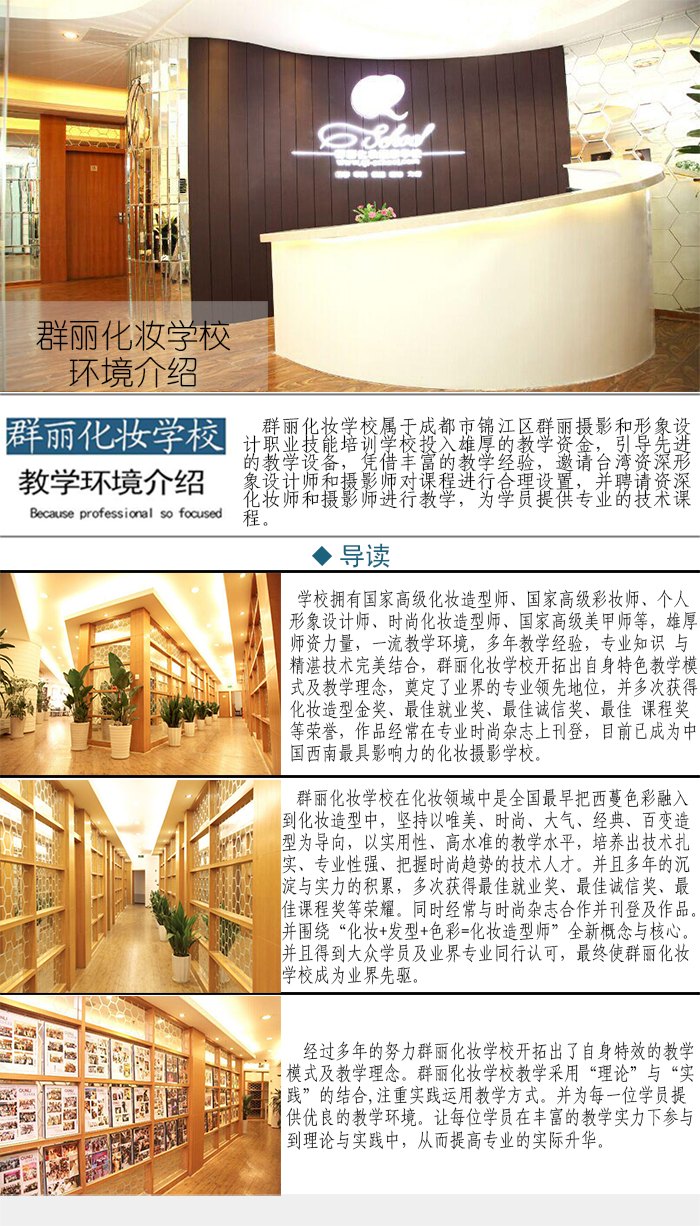 School
群丽化妆学校
环境介绍
群丽化妆学校
教学环境介绍
Because professional so focused
群丽化妆学校属于成都市锦江区群丽摄影和形象设
计职业技能培训学校投入雄厚的教学资金，引导先进
的教学设备，凭借丰富的教学经验，邀请台湾资深形
象设计师和摄影师对课程进行合理设置，并聘请资深
化妆师和摄影师进行教学，为学员提供专业的技术课
程。
◆ 导读
学校拥有国家高级化妆造型师、国家高级彩妆师、个人
形象设计师、时尚化妆造型师、国家高级美甲师等，雄厚
师资力量，一流教学环境，多年教学经验，专业知识 与
精湛技术完美结合，群丽化妆学校开拓出自身特色教学模
式及教学理念，奠定了业界的专业领先地位，并多次获得
化妆造型金奖、最佳就业奖、最佳诚信奖、最佳 课程奖
等荣誉，作品经常在专业时尚杂志上刊登，目前已成为中
国西南最具影响力的化妆摄影学校。
群丽化妆学校在化妆领域中是全国最早把西蔓色彩融入
到化妆造型中，坚持以唯美、时尚、大气、经典、百变造
型为导向，以实用性、高水准的教学水平，培养出技术扎
实、专业性强、把握时尚趋势的技术人才。并且多年的沉
淀与实力的积累，多次获得最佳就业奖、最佳诚信奖、最
佳课程奖等荣耀。同时经常与时尚杂志合作并刊登及作品。
并围绕“化妆+发型+色彩=化妆造型师”全新概念与核心。
并且得到大众学员及业界专业同行认可，最终使群丽化妆
学校成为业界先驱。
经过多年的努力群丽化妆学校开拓出了自身特效的教学
模式及教学理念。群丽化妆学校教学采用“理论”与“实
践”的结合,注重实践运用教学方式。并为每一位学员提
供优良的教学环境。让每位学员在丰富的教学实力下参与
到理论与实践中，从而提高专业的实际升华。